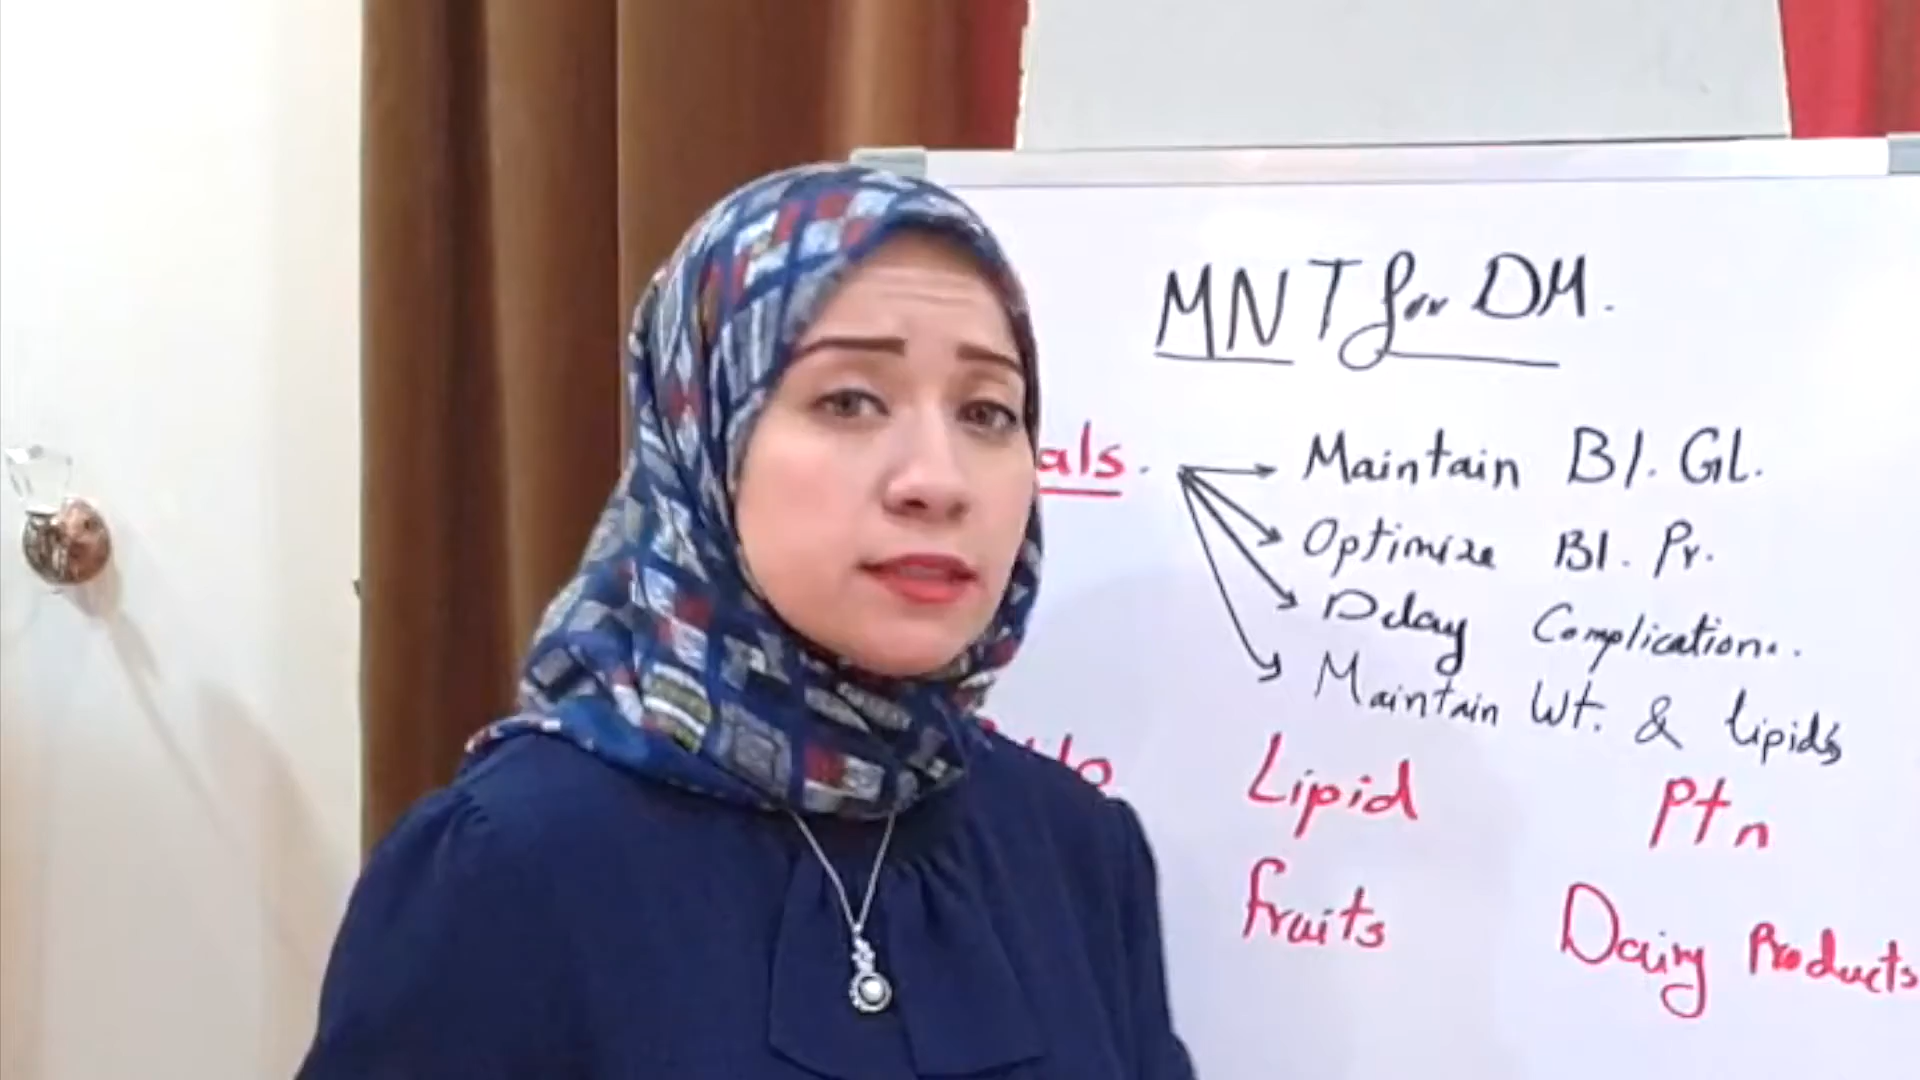 MNT for DM.
als. Maintain Bl. Gl.
Optimize Bl. Pr.
Delay Complications.
Maintain Wt. & lipids
Lipid Ptn
fruits Dairy Products